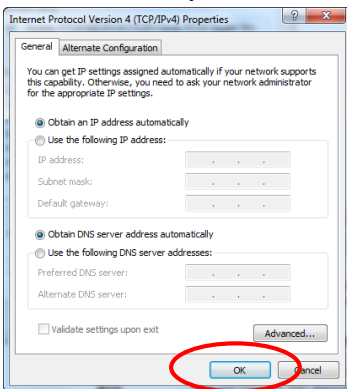 Internet Protocol Version 4 (TCP/IPv4) Properties
General
Alternate Configuration
You can get IP settings assigned automatically if your network supports
this capability. Otherwise, you need to ask your network administrator
for the appropriate IP settings.
Obtain an IP address automatically
Use the following IP address:
IP address:
Subnet mask:
Default gateway:
Obtain DNS server address automatically
Use the following DNS server addresses:
Preferred DNS server:
Alternate DNS server:
Validate settings upon exit
Advanced...
OK
Cancel